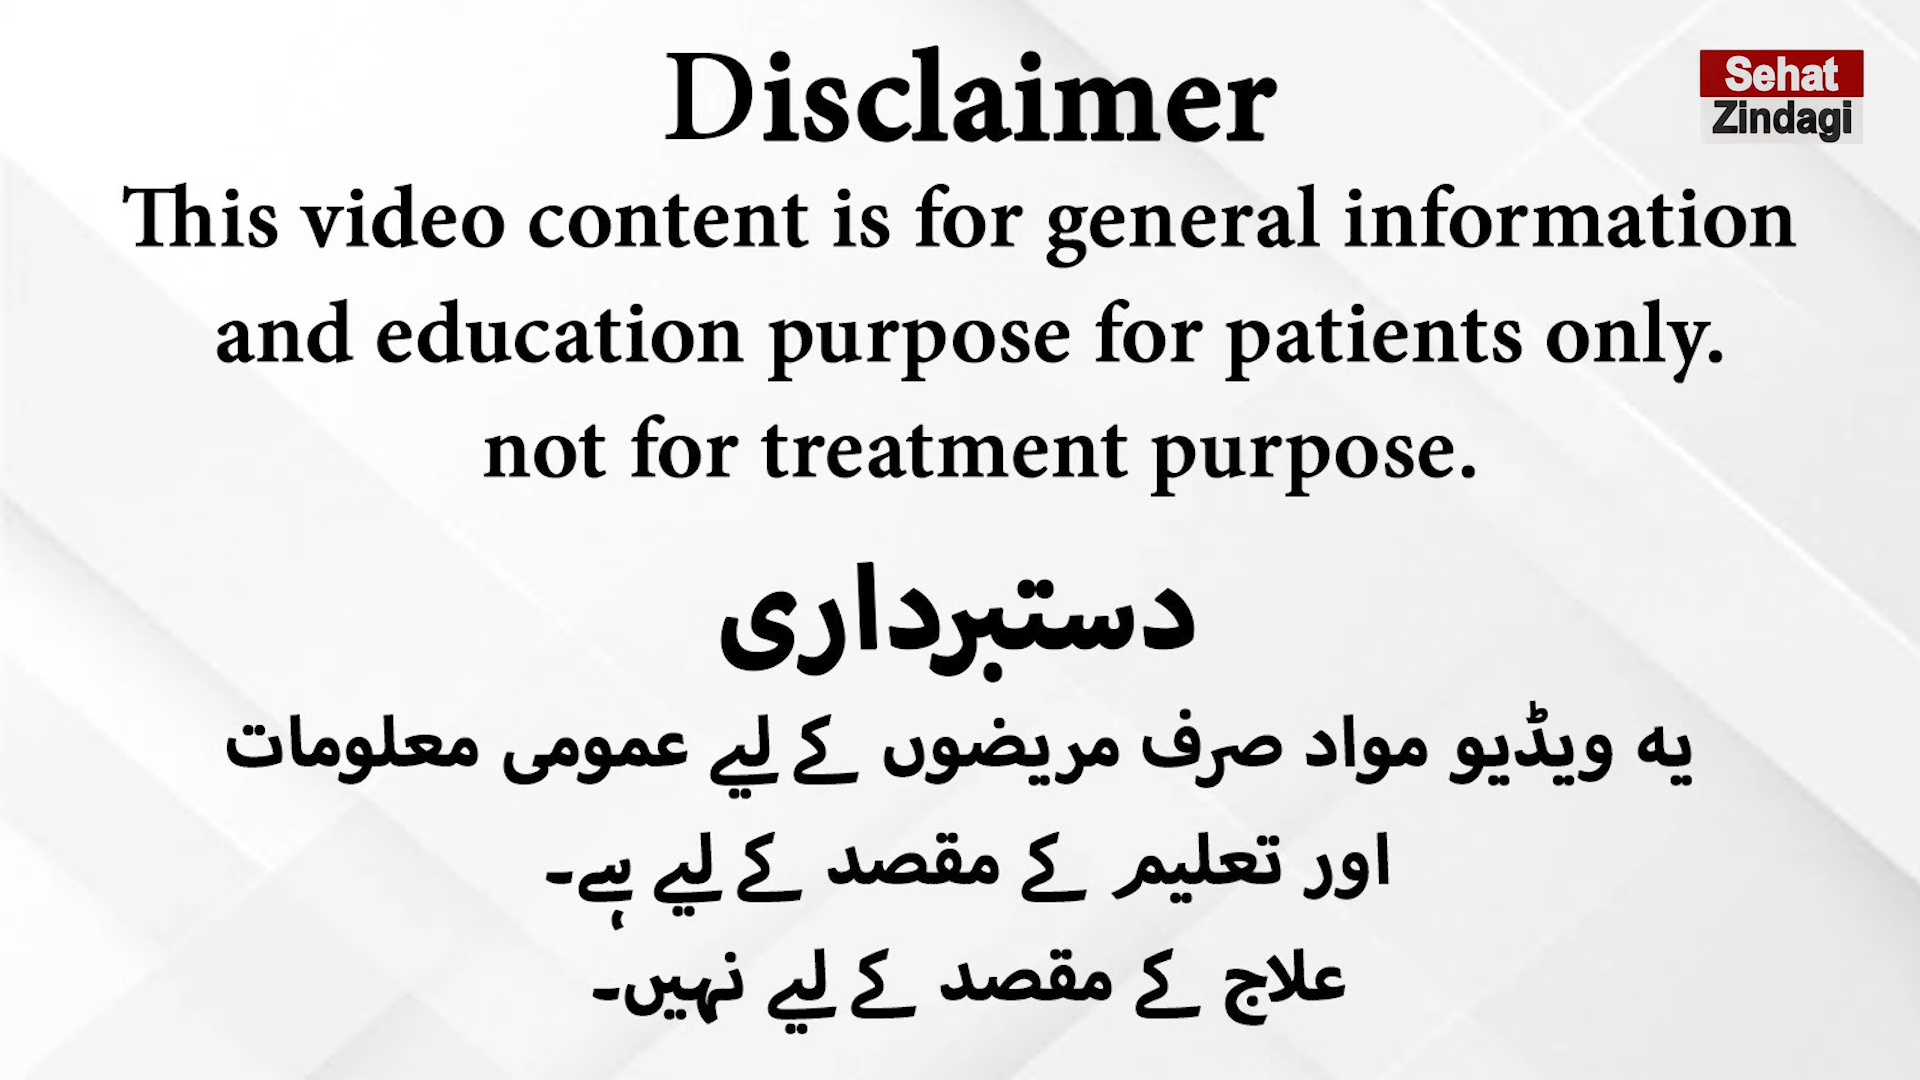 Disclaimer
Sehat
Zindagi
This video content is for general information
and education purpose for patients only.
not for treatment purpose.
دستبرداری
یہ ویڈیو مواد صرف مریضوں کے لیے عمومی معلومات
اور تعلیم کے مقصد کے لیے ہے۔
علاج کے مقصد کے لیے نہیں۔